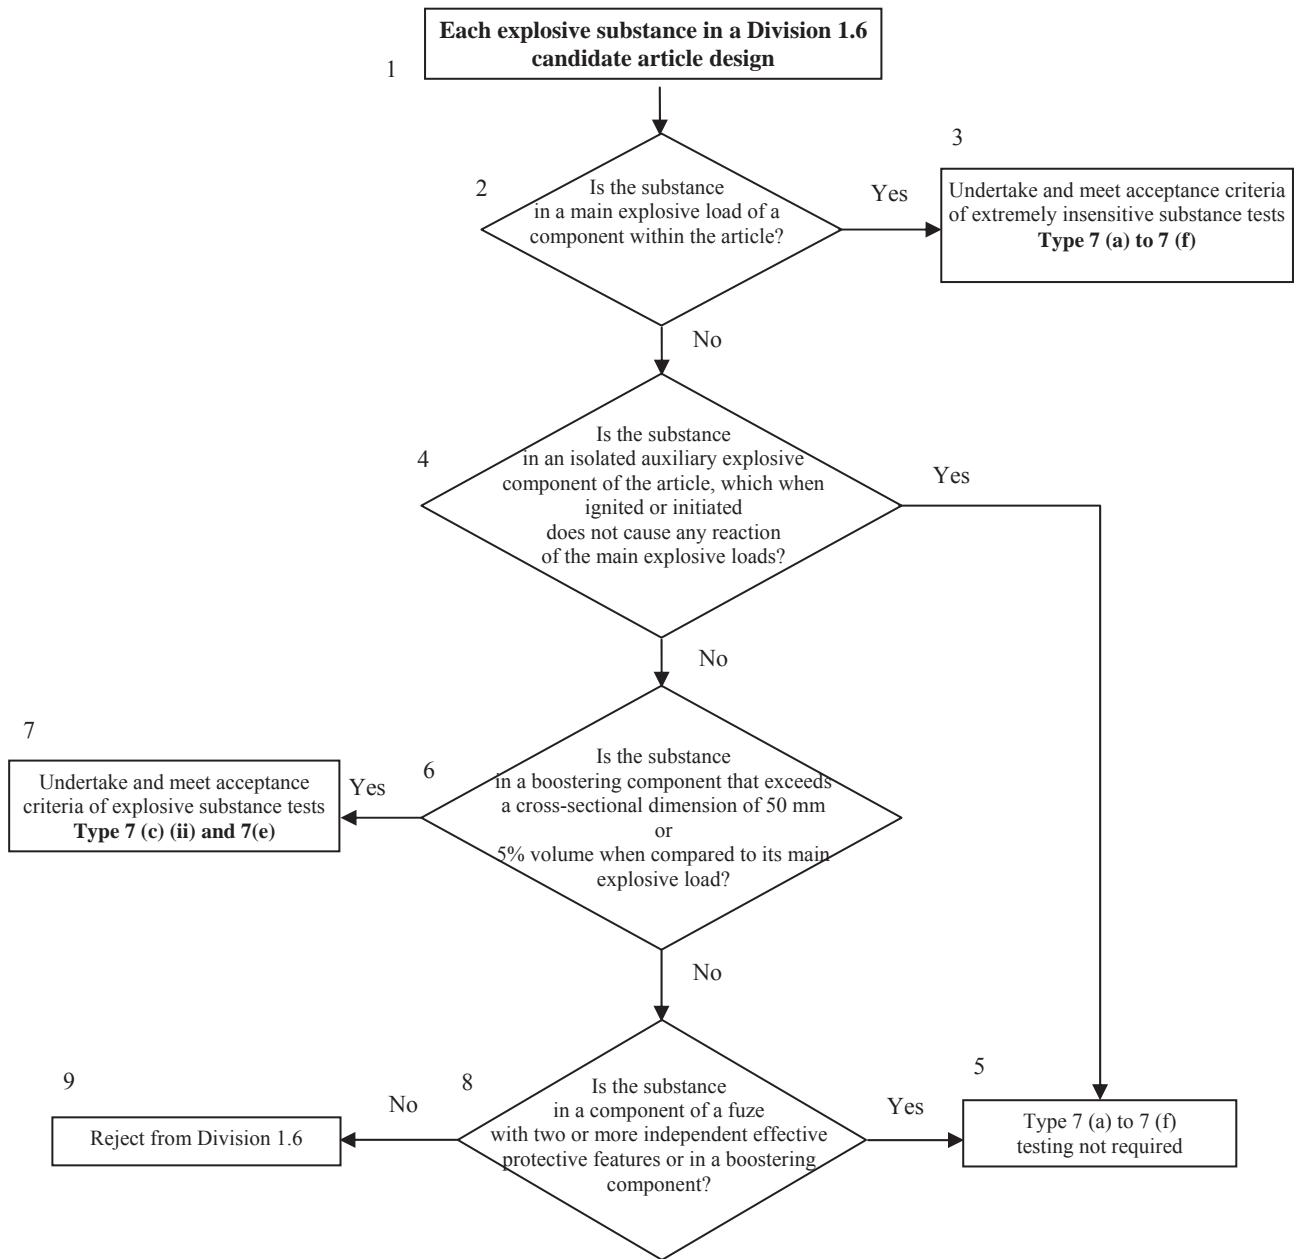 Each explosive substance in a Division 1.6
candidate article design
1
3
2
Is the substance
in a main explosive load of a
component within the article?
Yes
Undertake and meet acceptance criteria
of extremely insensitive substance tests
Type 7 (a) to 7 (f)
No
4
Is the substance
in an isolated auxiliary explosive
component of the article, which when
ignited or initiated
does not cause any reaction
of the main explosive loads?
Yes
No
7
Undertake and meet acceptance
criteria of explosive substance tests
Type 7 (c) (ii) and 7(e)
Yes
6
Is the substance
in a boostering component that exceeds
a cross-sectional dimension of 50 mm
or
5% volume when compared to its main
explosive load?
No
9
Reject from Division 1.6
No
8
Is the substance
in a component of a fuze
with two or more independent effective
protective features or in a boostering
component?
Yes
5
Type 7 (a) to 7 (f)
testing not required